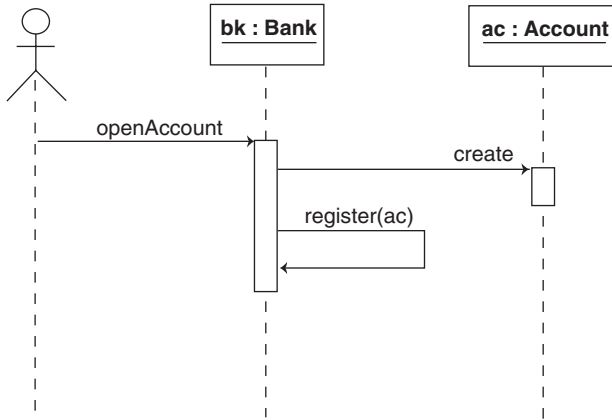 bk : Bank
ac : Account
openAccount
create
register(ac)